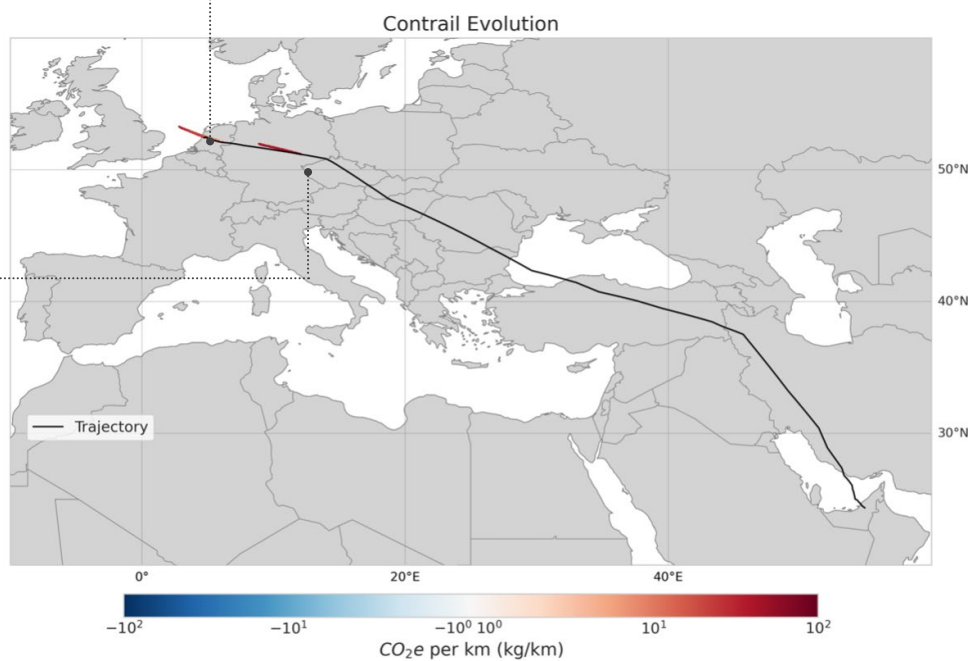 Contrail Evolution
50°N
40°N
30°N
Trajectory
0°
20°E
40°E
−10² −10¹ −10⁰ 10⁰ 10¹ 10²
CO₂e per km (kg/km)